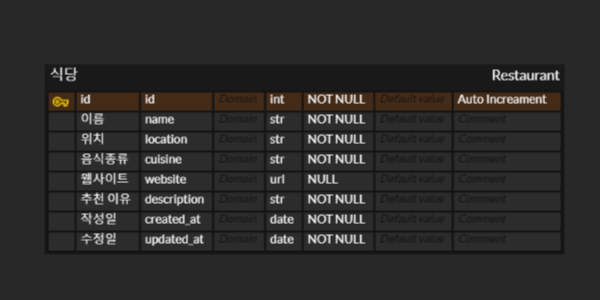 식당 Restaurant
id id Domain int NOT NULL Default value Auto Increament
이름 name Domain str NOT NULL Default value Comment
위치 location Domain str NOT NULL Default value Comment
음식종류 cuisine Domain str NOT NULL Default value Comment
웹사이트 website Domain url NULL Default value Comment
추천 이유 description Domain str NOT NULL Default value Comment
작성일 created_at Domain date NOT NULL Default value Comment
수정일 updated_at Domain date NOT NULL Default value Comment